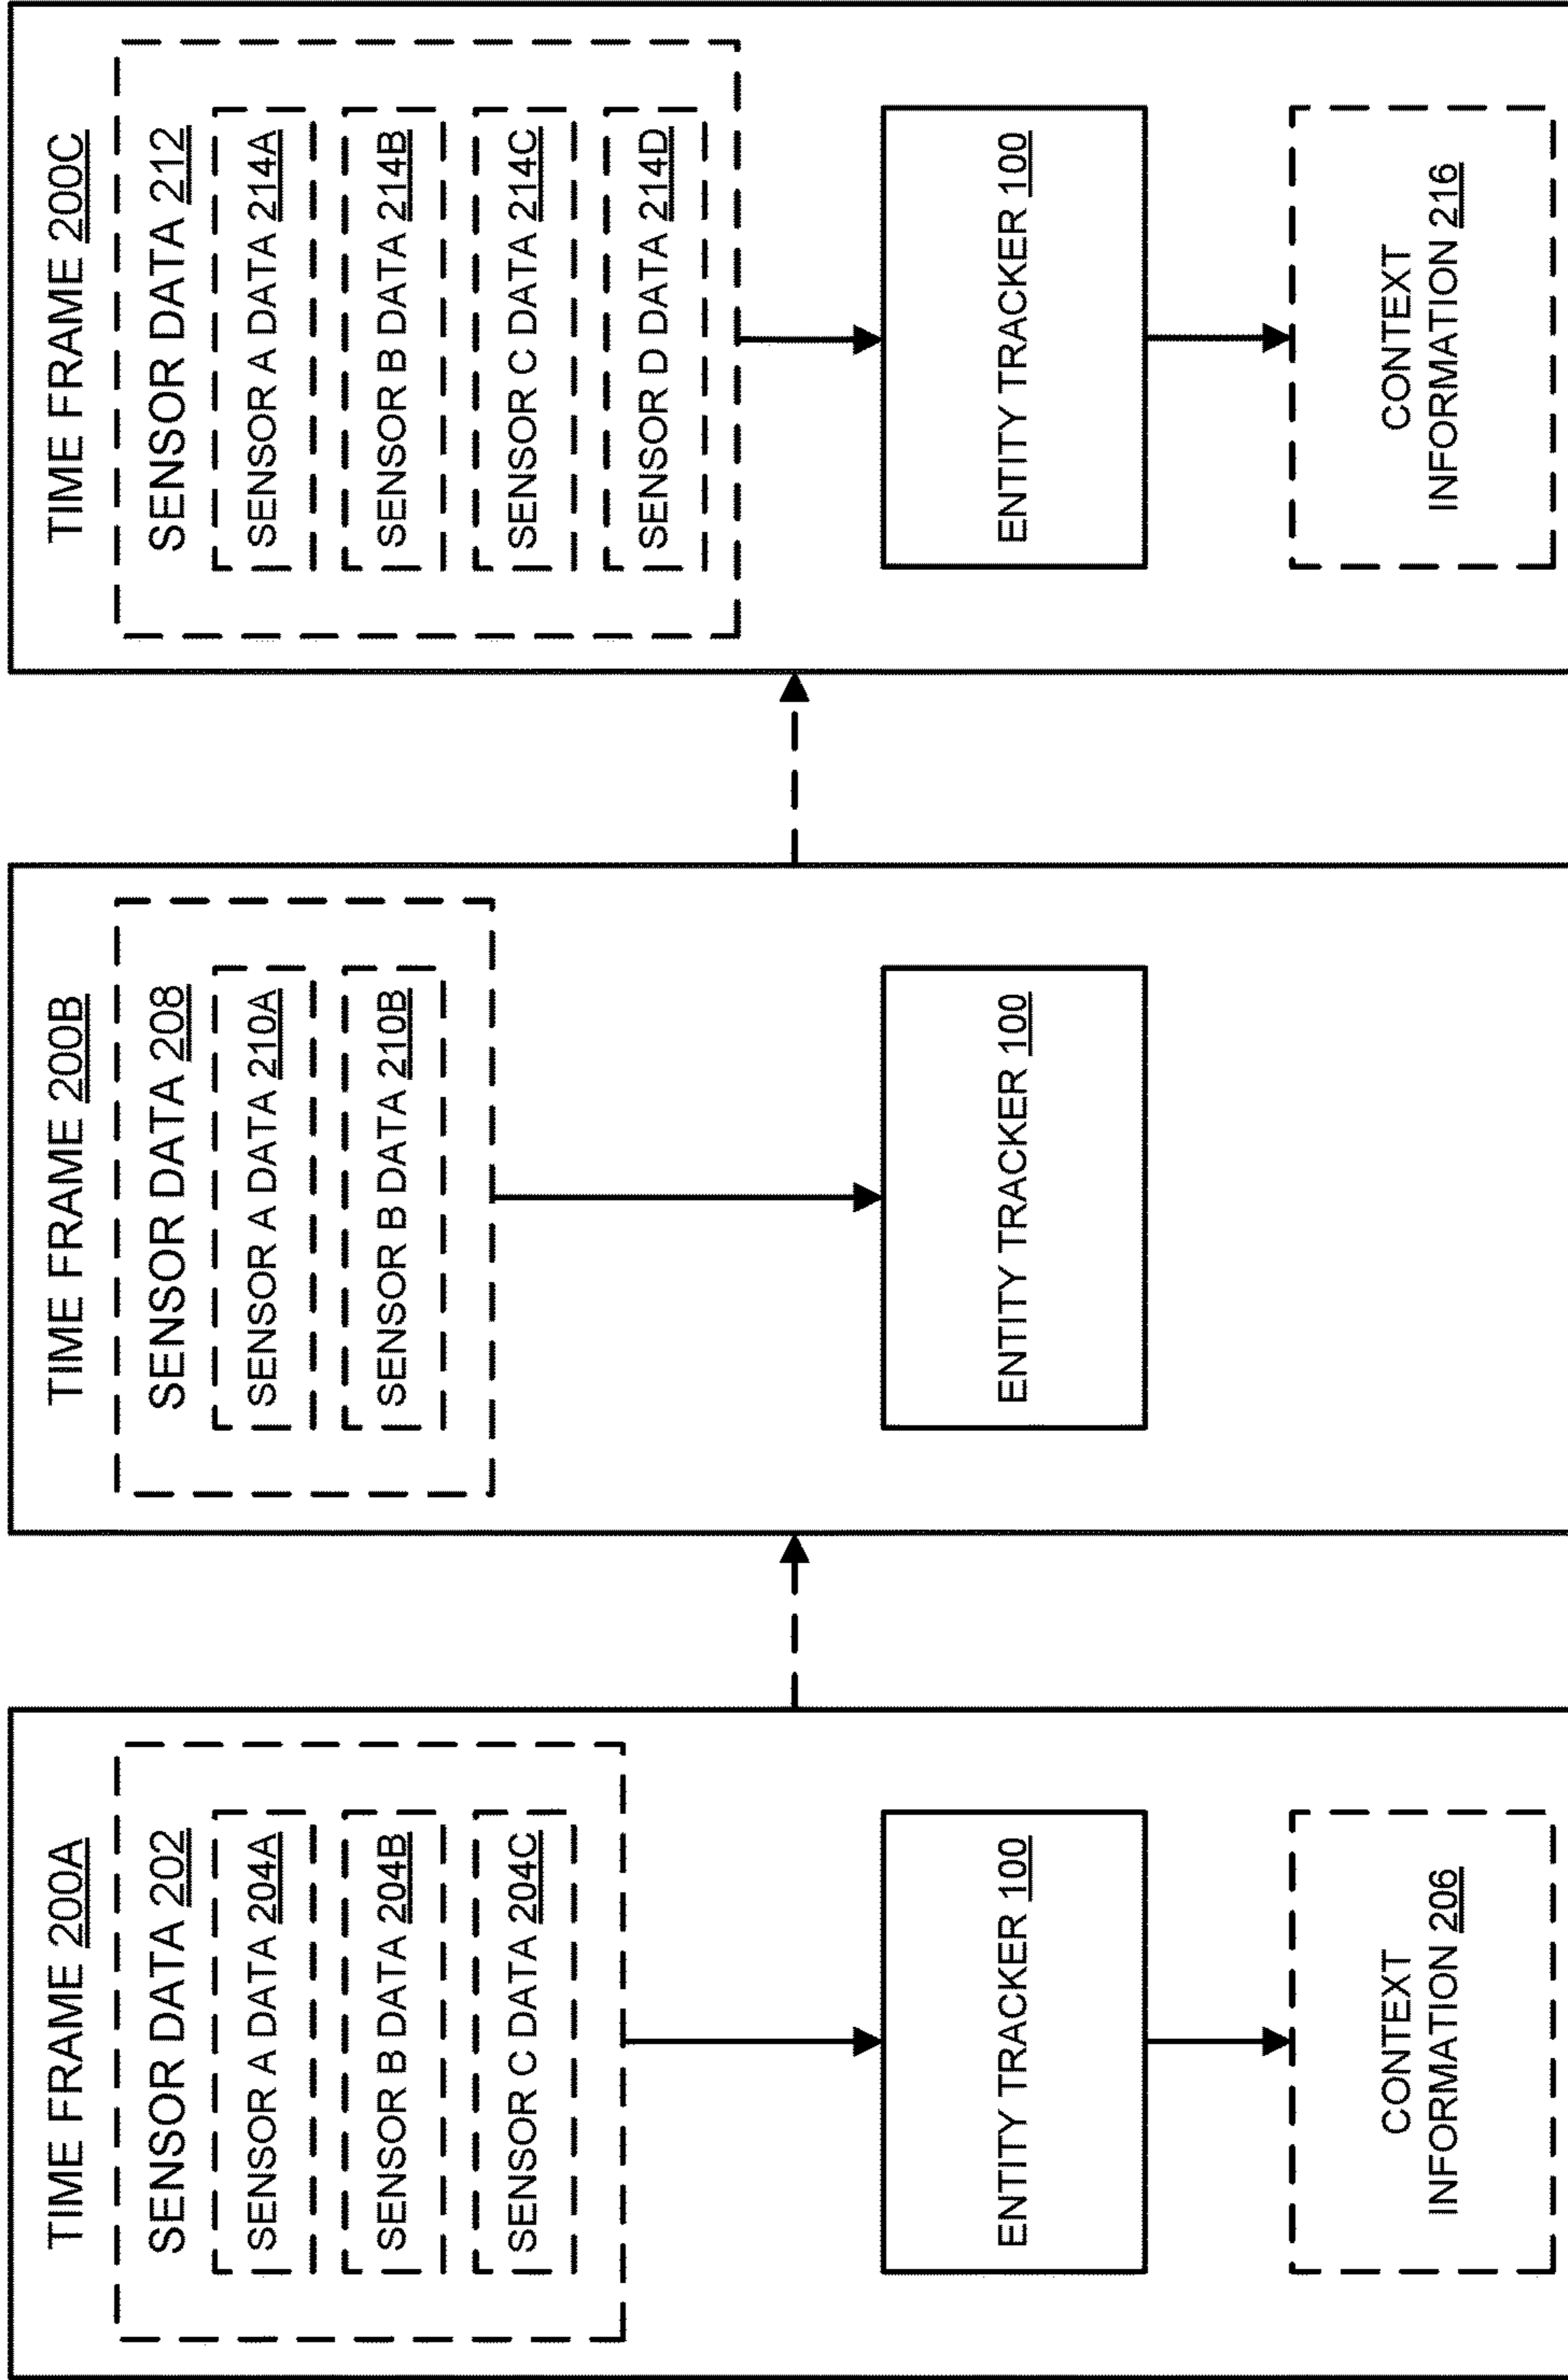 TIME FRAME 200A
SENSOR DATA 202
SENSOR A DATA 204A
SENSOR B DATA 204B
SENSOR C DATA 204C
ENTITY TRACKER 100
CONTEXT
INFORMATION 206
TIME FRAME 200B
SENSOR DATA 208
SENSOR A DATA 210A
SENSOR B DATA 210B
ENTITY TRACKER 100
TIME FRAME 200C
SENSOR DATA 212
SENSOR A DATA 214A
SENSOR B DATA 214B
SENSOR C DATA 214C
SENSOR D DATA 214D
ENTITY TRACKER 100
CONTEXT
INFORMATION 216